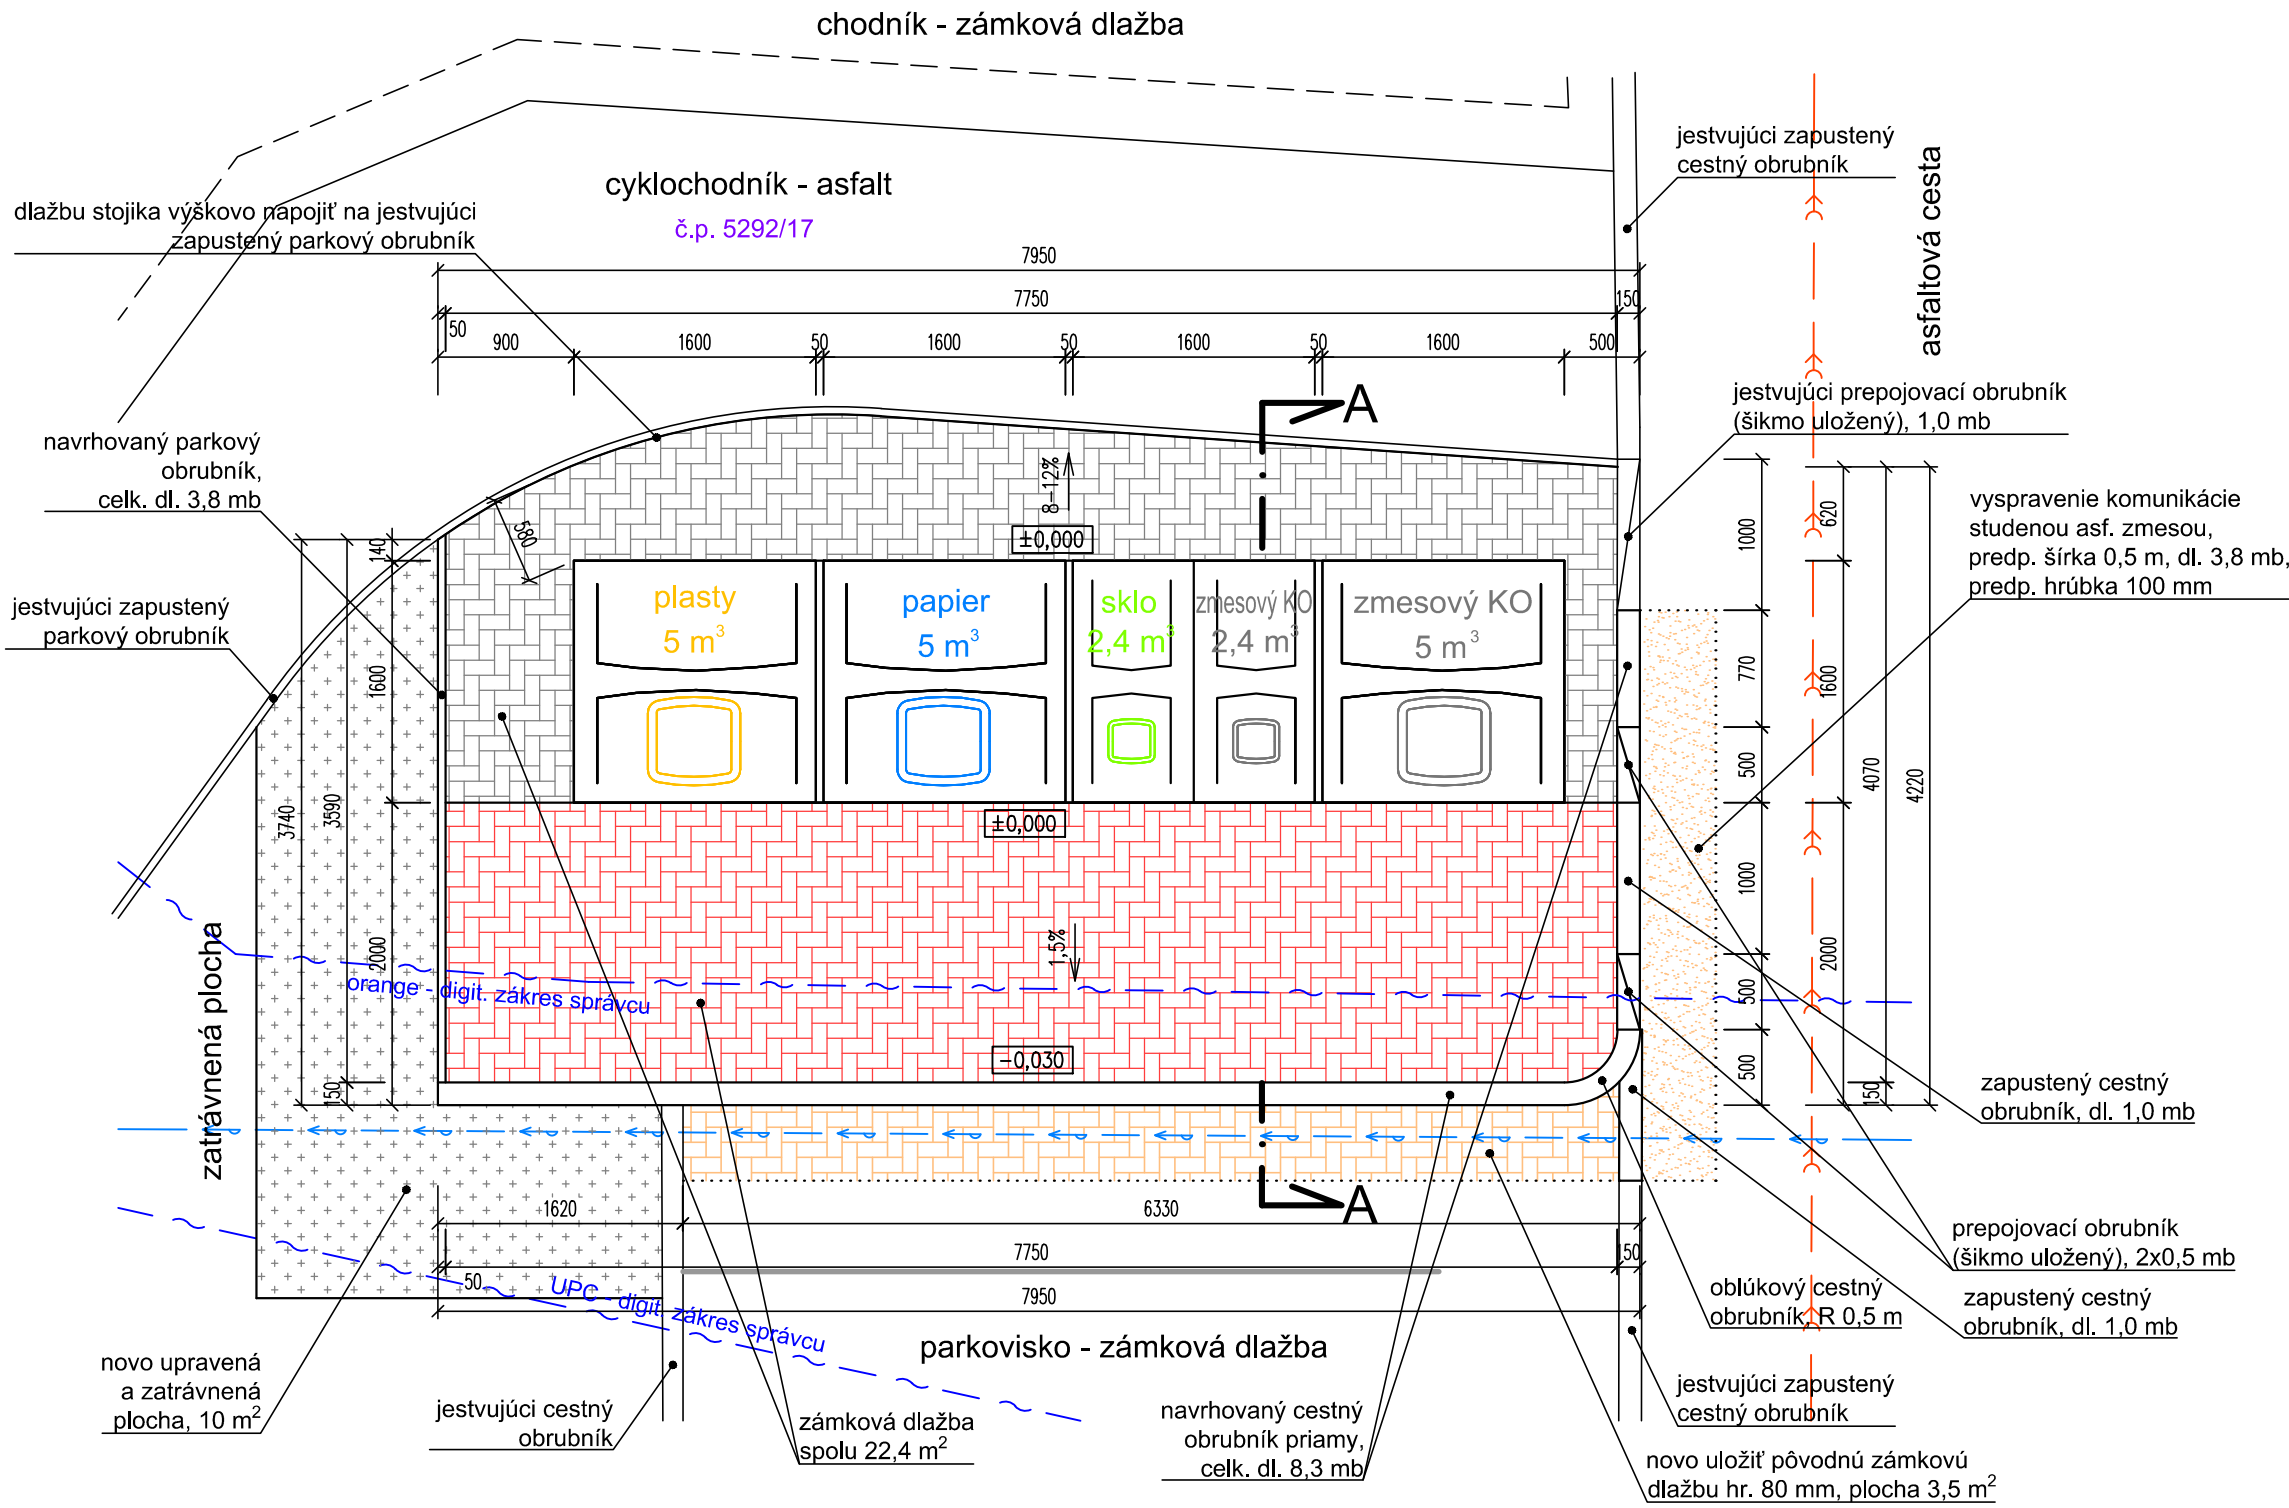 chodník - zámková dlažba
jestvujúci zapustený
cestný obrubník
asfaltová cesta
cyklochodník - asfalt
č.p. 5292/17
dlažbu stojika výškovo napojiť na jestvujúci
zapustený parkový obrubník
7950
7750
150
50
900
1600
50
1600
50
1600
50
1600
500
A
jestvujúci prepojovací obrubník
(šikmo uložený), 1,0 mb
navrhovaný parkový
obrubník,
celk. dl. 3,8 mb
580
8-12%
±0,000
vyspravenie komunikácie
studenou asf. zmesou,
predp. šírka 0,5 m, dl. 3,8 mb,
predp. hrúbka 100 mm
jestvujúci zapustený
parkový obrubník
plasty
5 m³
papier
5 m³
sklo
2,4 m³
zmesový KO
2,4 m³
zmesový KO
5 m³
140
1600
2000
3590
150
3740
1000
770
500
1000
500
500
620
1600
2000
4070
150
4220
±0,000
1,5%
-0,030
zatrávnená plocha
orange - digit. zákres správcu
zapustený cestný
obrubník, dl. 1,0 mb
A
1620
6330
7750
150
50
7950
UPC - digit. zákres správcu
prepojovací obrubník
(šikmo uložený), 2x0,5 mb
oblúkový cestný
obrubník, R 0,5 m
zapustený cestný
obrubník, dl. 1,0 mb
parkovisko - zámková dlažba
novo upravená
a zatrávnená
plocha, 10 m²
jestvujúci cestný
obrubník
zámková dlažba
spolu 22,4 m²
navrhovaný cestný
obrubník priamy,
celk. dl. 8,3 mb
jestvujúci zapustený
cestný obrubník
novo uložiť pôvodnú zámkovú
dlažbu hr. 80 mm, plocha 3,5 m²